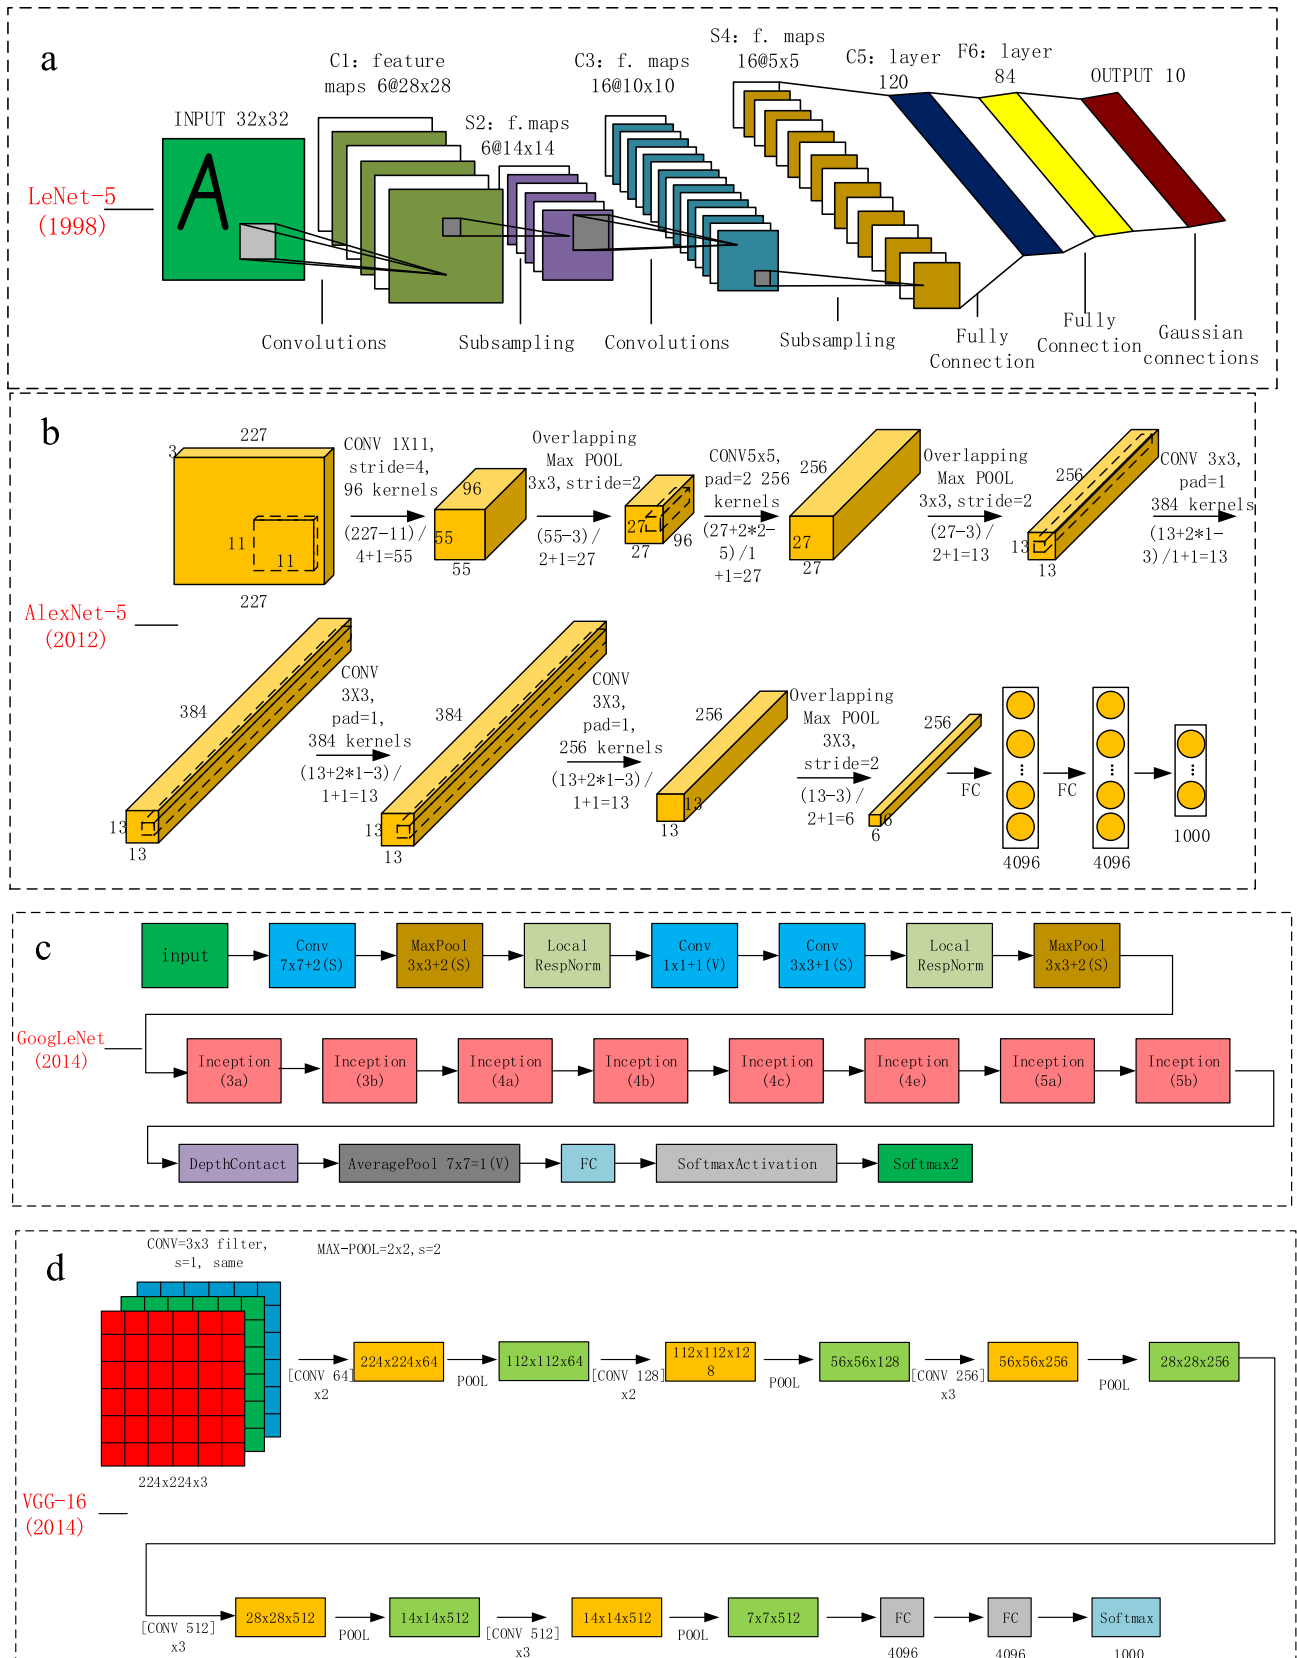 a
LeNet-5
(1998)
INPUT 32x32
A
C1: feature
maps 6@28x28
S2: f.maps
6@14x14
C3: f. maps
16@10x10
S4: f. maps
16@5x5
C5: layer
120
F6: layer
84
OUTPUT 10
Convolutions
Subsampling
Convolutions
Subsampling
Fully
Connection
Fully
Connection
Gaussian
connections
b
AlexNet-5
(2012)
227
3
11
11
227
CONV 1X11,
stride=4,
96 kernels
(227-11)/
4+1=55
96
55
55
Overlapping
Max POOL
3x3,stride=2
(55-3)/
2+1=27
27
27
96
CONV5x5,
pad=2 256
kernels
(27+2*2-
5)/1
+1=27
256
27
27
Overlapping
Max POOL
3x3,stride=2
(27-3)/
2+1=13
256
13
13
CONV 3x3,
pad=1
384 kernels
(13+2*1-
3)/1+1=13
384
13
13
CONV
3X3,
pad=1,
384 kernels
(13+2*1-3)/
1+1=13
384
13
13
CONV
3X3,
pad=1,
256 kernels
(13+2*1-3)/
1+1=13
256
13
13
Overlapping
Max POOL
3X3,
stride=2
(13-3)/
2+1=6
256
6
6
FC
4096
FC
4096
1000
c
GoogLeNet
(2014)
input
Conv
7x7+2(S)
MaxPool
3x3+2(S)
Local
RespNorm
Conv
1x1+1(V)
Conv
3x3+1(S)
Local
RespNorm
MaxPool
3x3+2(S)
Inception
(3a)
Inception
(3b)
Inception
(4a)
Inception
(4b)
Inception
(4c)
Inception
(4e)
Inception
(5a)
Inception
(5b)
DepthContact
AveragePool 7x7=1(V)
FC
SoftmaxActivation
Softmax2
d
VGG-16
(2014)
CONV=3x3 filter,
s=1, same
MAX-POOL=2x2,s=2
224x224x3
[CONV 64]
x2
224x224x64
POOL
112x112x64
[CONV 128]
x2
112x112x12
8
POOL
56x56x128
[CONV 256]
x3
56x56x256
POOL
28x28x256
[CONV 512]
x3
28x28x512
POOL
14x14x512
[CONV 512]
x3
14x14x512
POOL
7x7x512
FC
4096
FC
4096
Softmax
1000